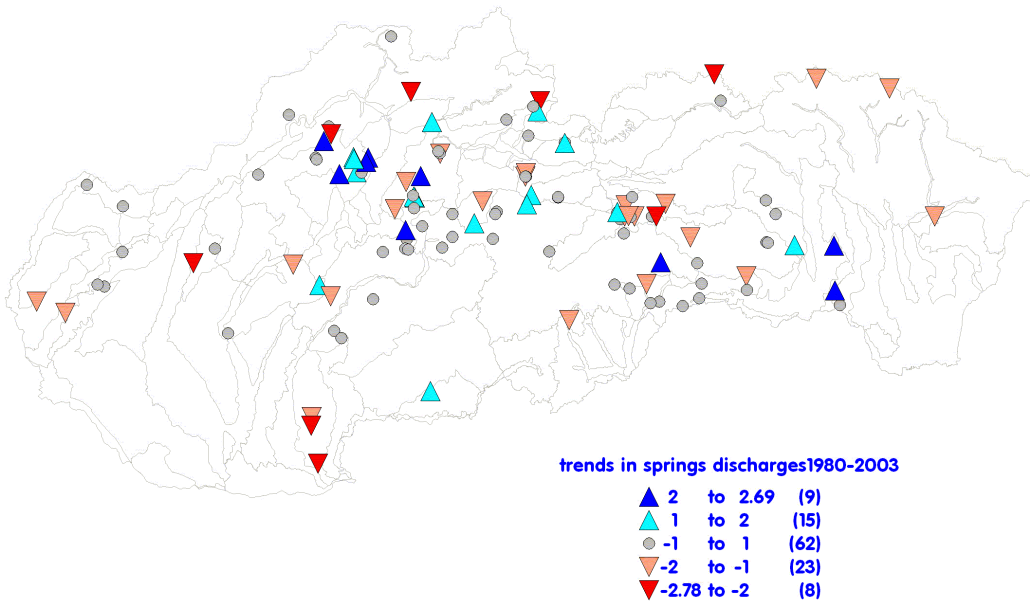 trends in springs discharges1980-2003
2 to 2.69 (9)
1 to 2 (15)
-1 to 1 (62)
-2 to -1 (23)
-2.78 to -2 (8)